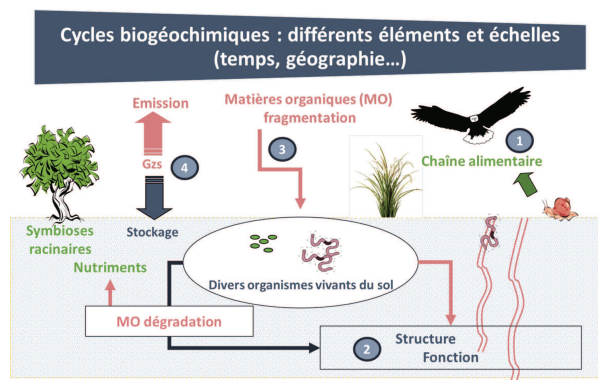 Cycles biogéochimiques : différents éléments et échelles
(temps, géographie…)
Emission
Matières organiques (MO)
fragmentation
1
3
Chaîne alimentaire
Gzs
4
Symbioses
racinaires
Stockage
Nutriments
Divers organismes vivants du sol
MO dégradation
2
Structure
Fonction